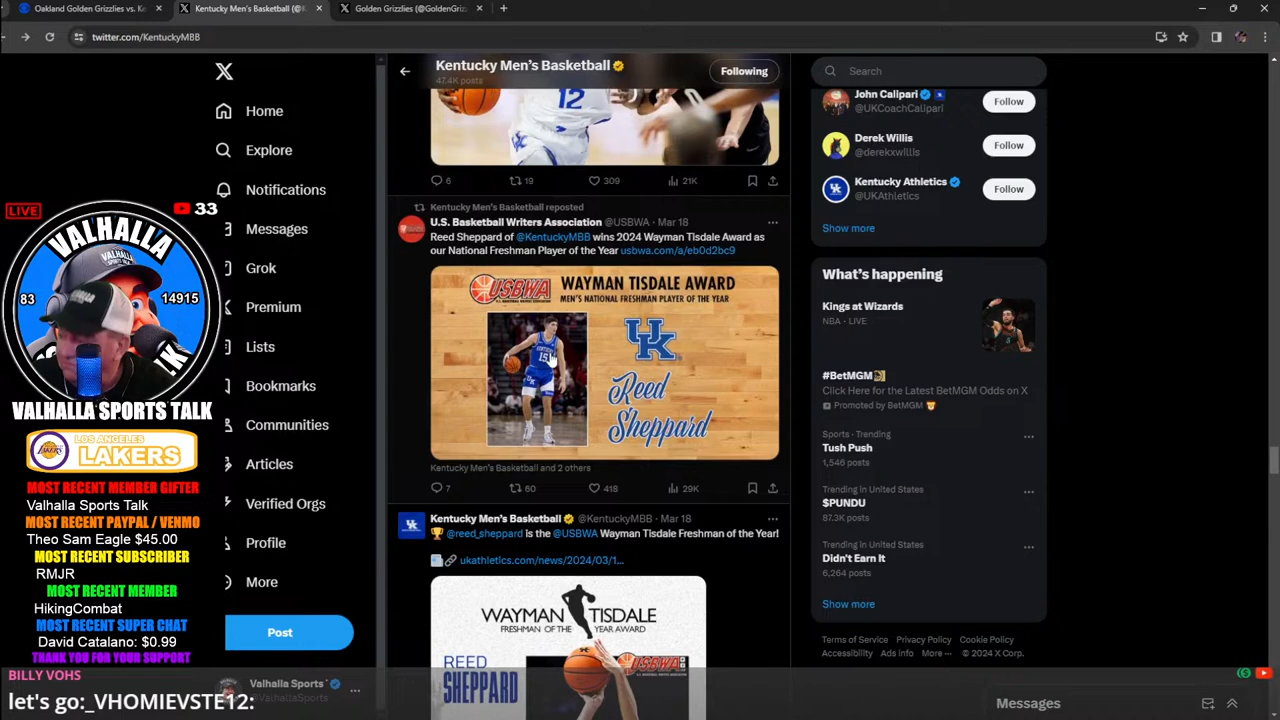 Oakland Golden Grizzlies vs. Ke
Kentucky Men's Basketball (@K
Golden Grizzlies (@GoldenGriz
twitter.com/KentuckyMBB
Home
Explore
Notifications
Messages
Grok
Premium
Lists
Bookmarks
Communities
Articles
Verified Orgs
Profile
More
Post
Valhalla Sports
@ValhallaSports
Kentucky Men's Basketball
47.4K posts
Following
12
6
19
309
21K
Kentucky Men's Basketball reposted
U.S. Basketball Writers Association @USBWA · Mar 18
Reed Sheppard of @KentuckyMBB wins 2024 Wayman Tisdale Award as
our National Freshman Player of the Year usbwa.com/a/eb0d2bc9
USBWA
WAYMAN TISDALE AWARD
MEN'S NATIONAL FRESHMAN PLAYER OF THE YEAR
KENTUCKY
15
UK
Reed
Sheppard
Kentucky Men's Basketball and 2 others
7
60
418
29K
Kentucky Men's Basketball @KentuckyMBB · Mar 18
🏆 @reed_sheppard is the @USBWA Wayman Tisdale Freshman of the Year!
ukathletics.com/news/2024/03/1...
WAYMAN TISDALE
FRESHMAN OF THE YEAR AWARD
REED
SHEPPARD
USBWA
Search
John Calipari
@UKCoachCalipari
Follow
Derek Willis
@derekxwillis
Follow
Kentucky Athletics
@UKAthletics
Follow
Show more
What's happening
Kings at Wizards
NBA · LIVE
#BetMGM
Click Here for the Latest BetMGM Odds on X
Promoted by BetMGM
Sports · Trending
Tush Push
1,546 posts
Trending in United States
$PUNDU
87.3K posts
Trending in United States
Didn't Earn It
6,264 posts
Show more
Terms of Service Privacy Policy Cookie Policy
Accessibility Ads info More ··· © 2024 X Corp.
Messages
LIVE
33
VALHALLA
83
14915
VALHALLA SPORTS TALK
LOS ANGELES
LAKERS
MOST RECENT MEMBER GIFTER
Valhalla Sports Talk
MOST RECENT PAYPAL / VENMO
Theo Sam Eagle $45.00
MOST RECENT SUBSCRIBER
RMJR
MOST RECENT MEMBER
HikingCombat
MOST RECENT SUPER CHAT
David Catalano: $0.99
THANK YOU FOR YOUR SUPPORT
BILLY VOHS
let's go:_VHOMIEVSTE12: